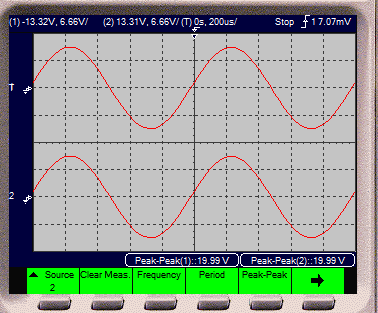 (1) -13.32V, 6.66V/ (2) 13.31V, 6.66V/ (T) 0s, 200us/ Stop 1 7.07mV
T
2
Peak-Peak(1)::19.99 V Peak-Peak(2)::19.99 V
Source Clear Meas. Frequency Period Peak-Peak
2